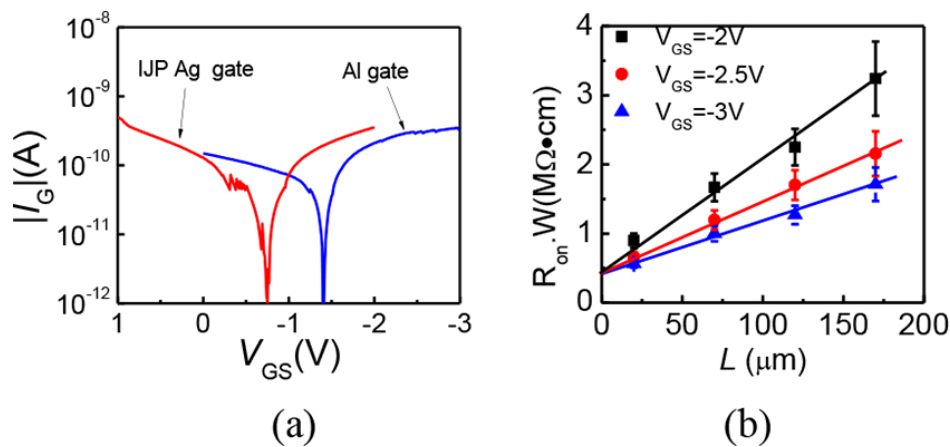 10⁻⁸
10⁻⁹
10⁻¹⁰
10⁻¹¹
10⁻¹²
|I_G|(A)
IJP Ag gate
Al gate
1 0 -1 -2 -3
V_GS(V)
(a)
4
3
2
1
0
R_on.W(MΩ•cm)
V_GS=-2V
V_GS=-2.5V
V_GS=-3V
0 50 100 150 200
L (μm)
(b)